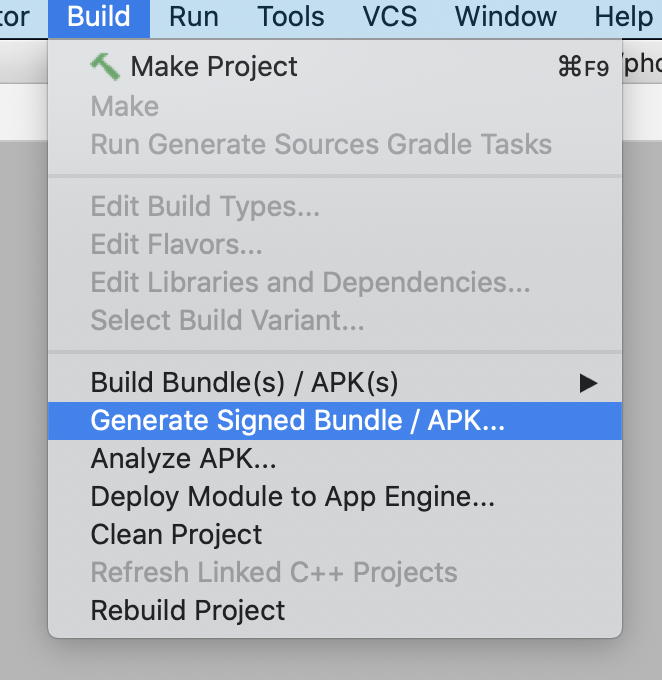 tor Build Run Tools VCS Window Help
Make Project ⌘F9 /pho
Make
Run Generate Sources Gradle Tasks
Edit Build Types...
Edit Flavors...
Edit Libraries and Dependencies...
Select Build Variant...
Build Bundle(s) / APK(s) ▶
Generate Signed Bundle / APK...
Analyze APK...
Deploy Module to App Engine...
Clean Project
Refresh Linked C++ Projects
Rebuild Project